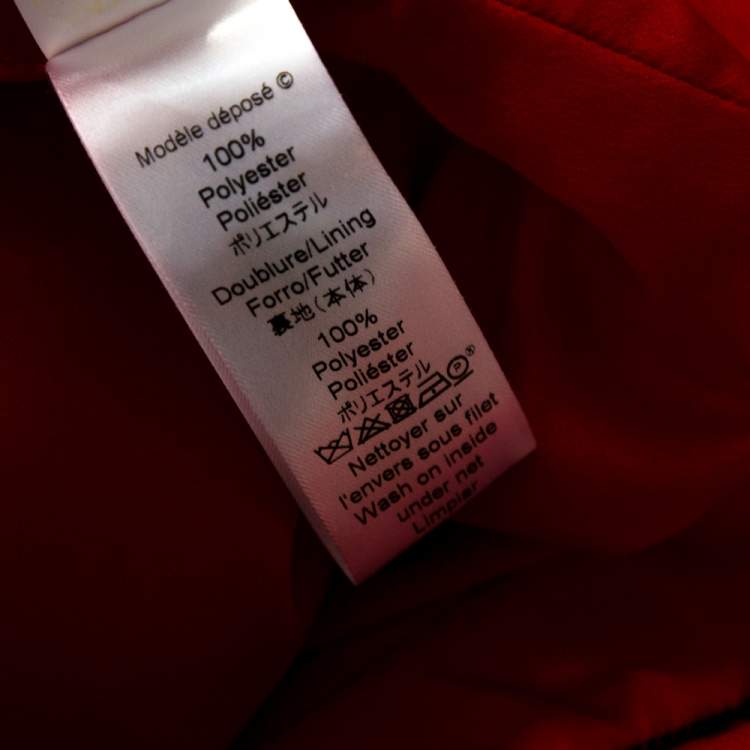 Modèle déposé ©
100%
Polyester
Poliéster
ポリエステル
Doublure/Lining
Forro/Futter
裏地(本体)
100%
Polyester
Poliéster
ポリエステル
P ®
Nettoyer sur
l'envers sous filet
Wash on inside
under net
Limpiar